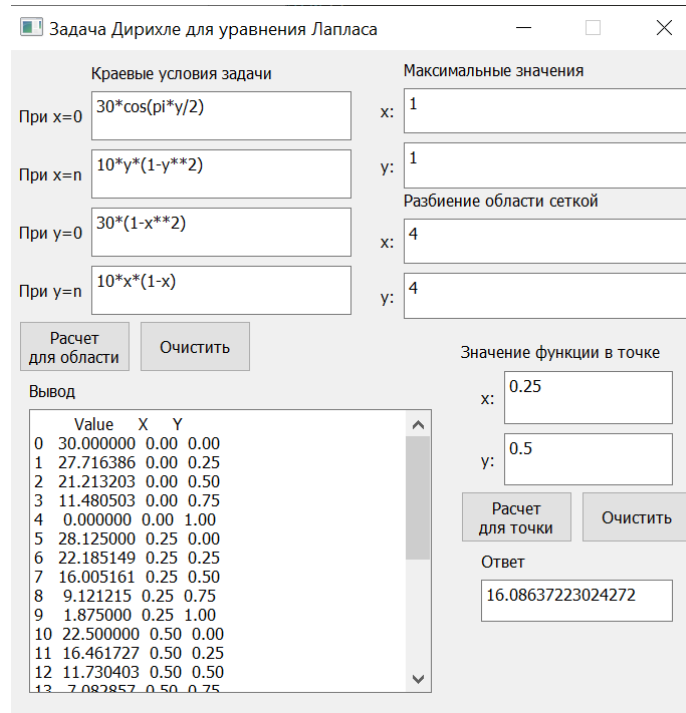 Задача Дирихле для уравнения Лапласа
Краевые условия задачи
При x=0
30*cos(pi*y/2)
При x=n
10*y*(1-y**2)
При y=0
30*(1-x**2)
При y=n
10*x*(1-x)
Максимальные значения
x:
1
y:
1
Разбиение области сеткой
x:
4
y:
4
Расчет
для области
Очистить
Вывод
Value X Y
0 30.000000 0.00 0.00
1 27.716386 0.00 0.25
2 21.213203 0.00 0.50
3 11.480503 0.00 0.75
4 0.000000 0.00 1.00
5 28.125000 0.25 0.00
6 22.185149 0.25 0.25
7 16.005161 0.25 0.50
8 9.121215 0.25 0.75
9 1.875000 0.25 1.00
10 22.500000 0.50 0.00
11 16.461727 0.50 0.25
12 11.730403 0.50 0.50
13 7.082857 0.50 0.75
Значение функции в точке
x:
0.25
y:
0.5
Расчет
для точки
Очистить
Ответ
16.08637223024272